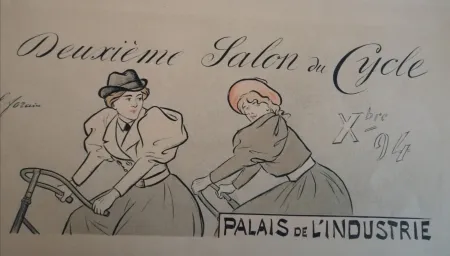 Deuxième Salon du Cycle
Xbre
94
PALAIS DE L'INDUSTRIE